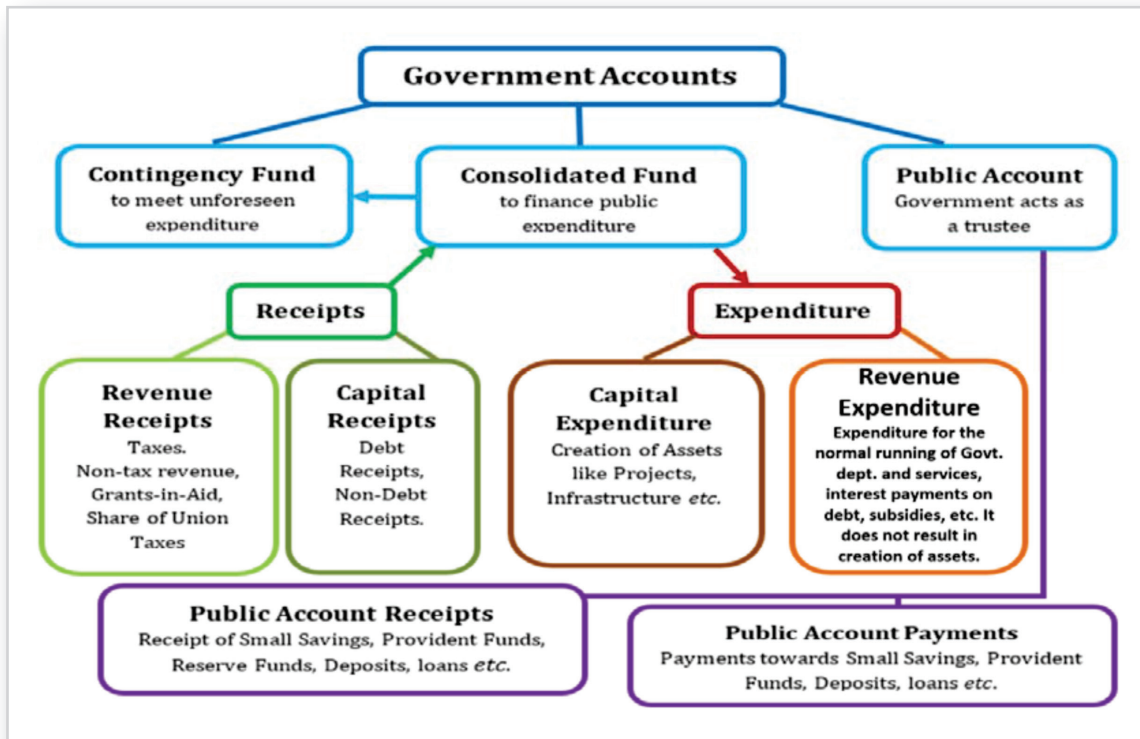 Government Accounts
Contingency Fund
to meet unforeseen
expenditure
Consolidated Fund
to finance public
expenditure
Public Account
Government acts as
a trustee
Receipts
Expenditure
Revenue
Receipts
Taxes.
Non-tax revenue,
Grants-in-Aid,
Share of Union
Taxes
Capital
Receipts
Debt
Receipts,
Non-Debt
Receipts.
Capital
Expenditure
Creation of Assets
like Projects,
Infrastructure etc.
Revenue
Expenditure
Expenditure for the
normal running of Govt.
dept. and services,
interest payments on
debt, subsidies, etc. It
does not result in
creation of assets.
Public Account Receipts
Receipt of Small Savings, Provident Funds,
Reserve Funds, Deposits, loans etc.
Public Account Payments
Payments towards Small Savings, Provident
Funds, Deposits, loans etc.